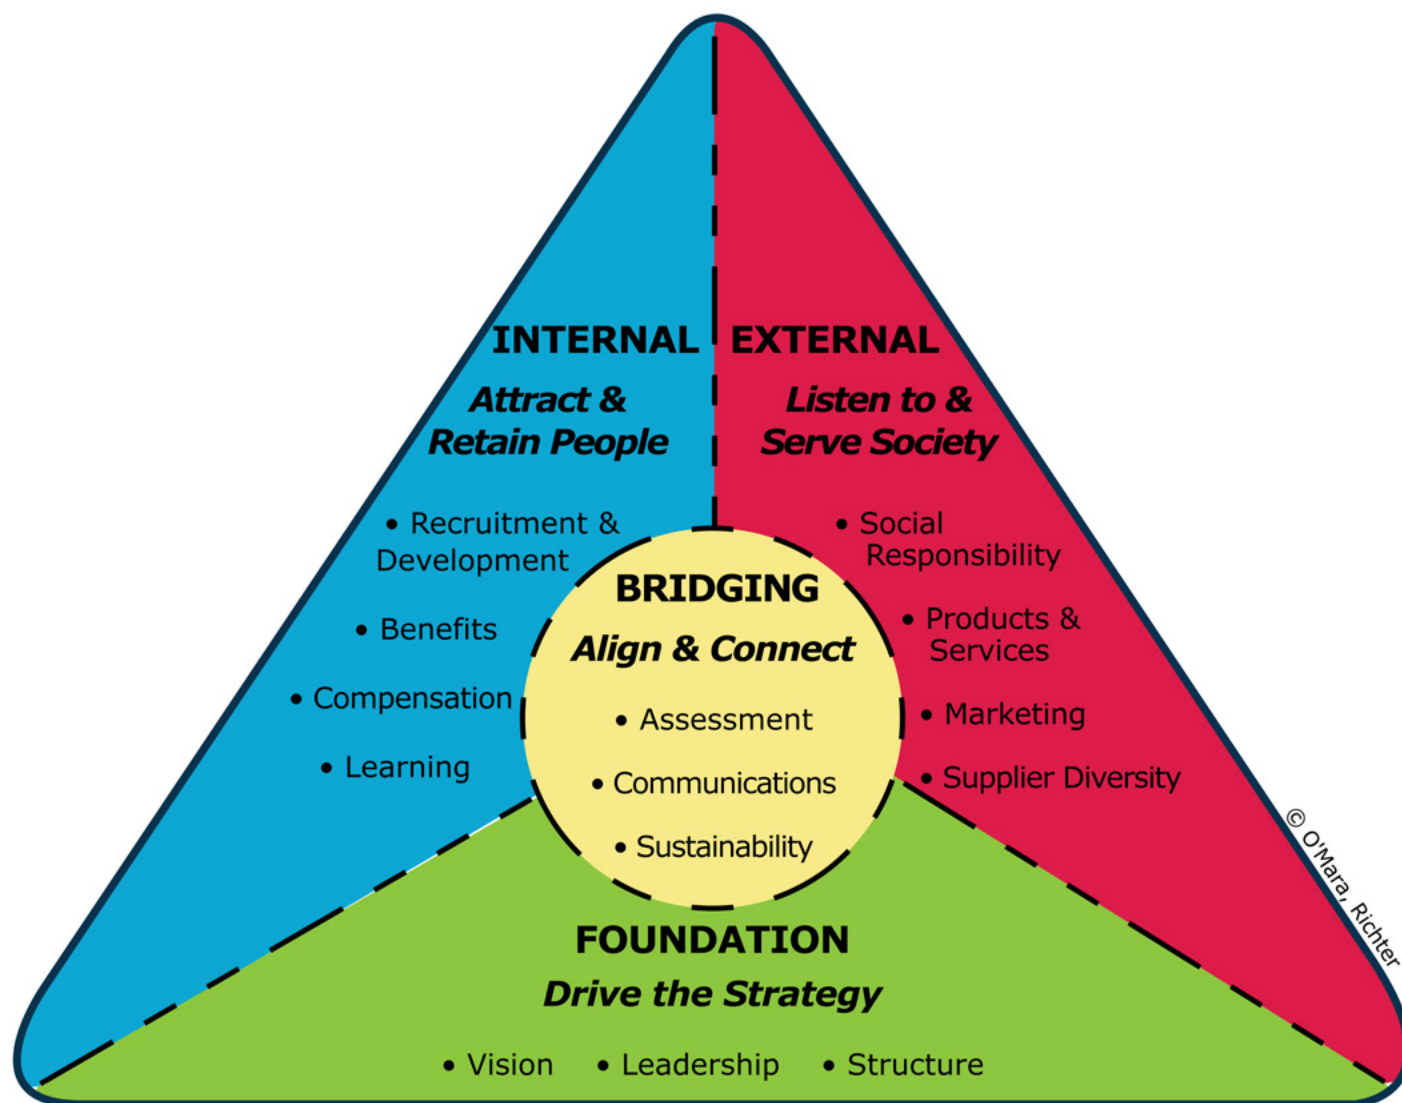 INTERNAL
Attract &
Retain People
• Recruitment &
Development
• Benefits
• Compensation
• Learning
EXTERNAL
Listen to &
Serve Society
• Social
Responsibility
• Products &
Services
• Marketing
• Supplier Diversity
BRIDGING
Align & Connect
• Assessment
• Communications
• Sustainability
FOUNDATION
Drive the Strategy
• Vision • Leadership • Structure
© O'Mara, Richter